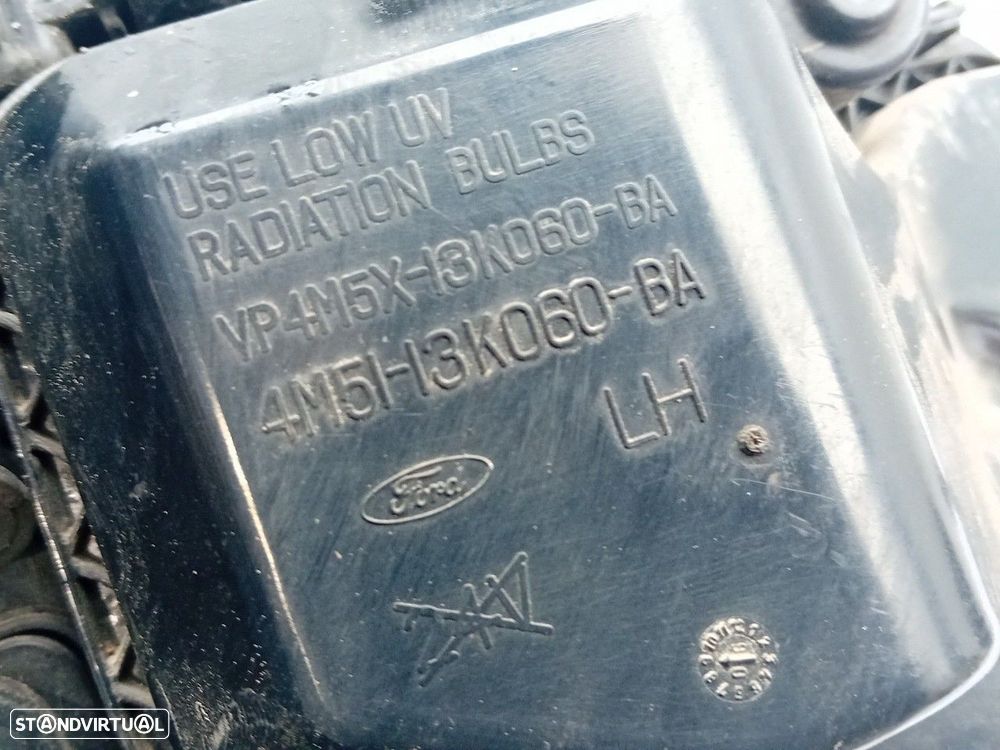 USE LOW UV
RADIATION BULBS
VP4M5X-13K060-BA
4M51-13K060-BA
LH
Ford
STANDVIRTUAL